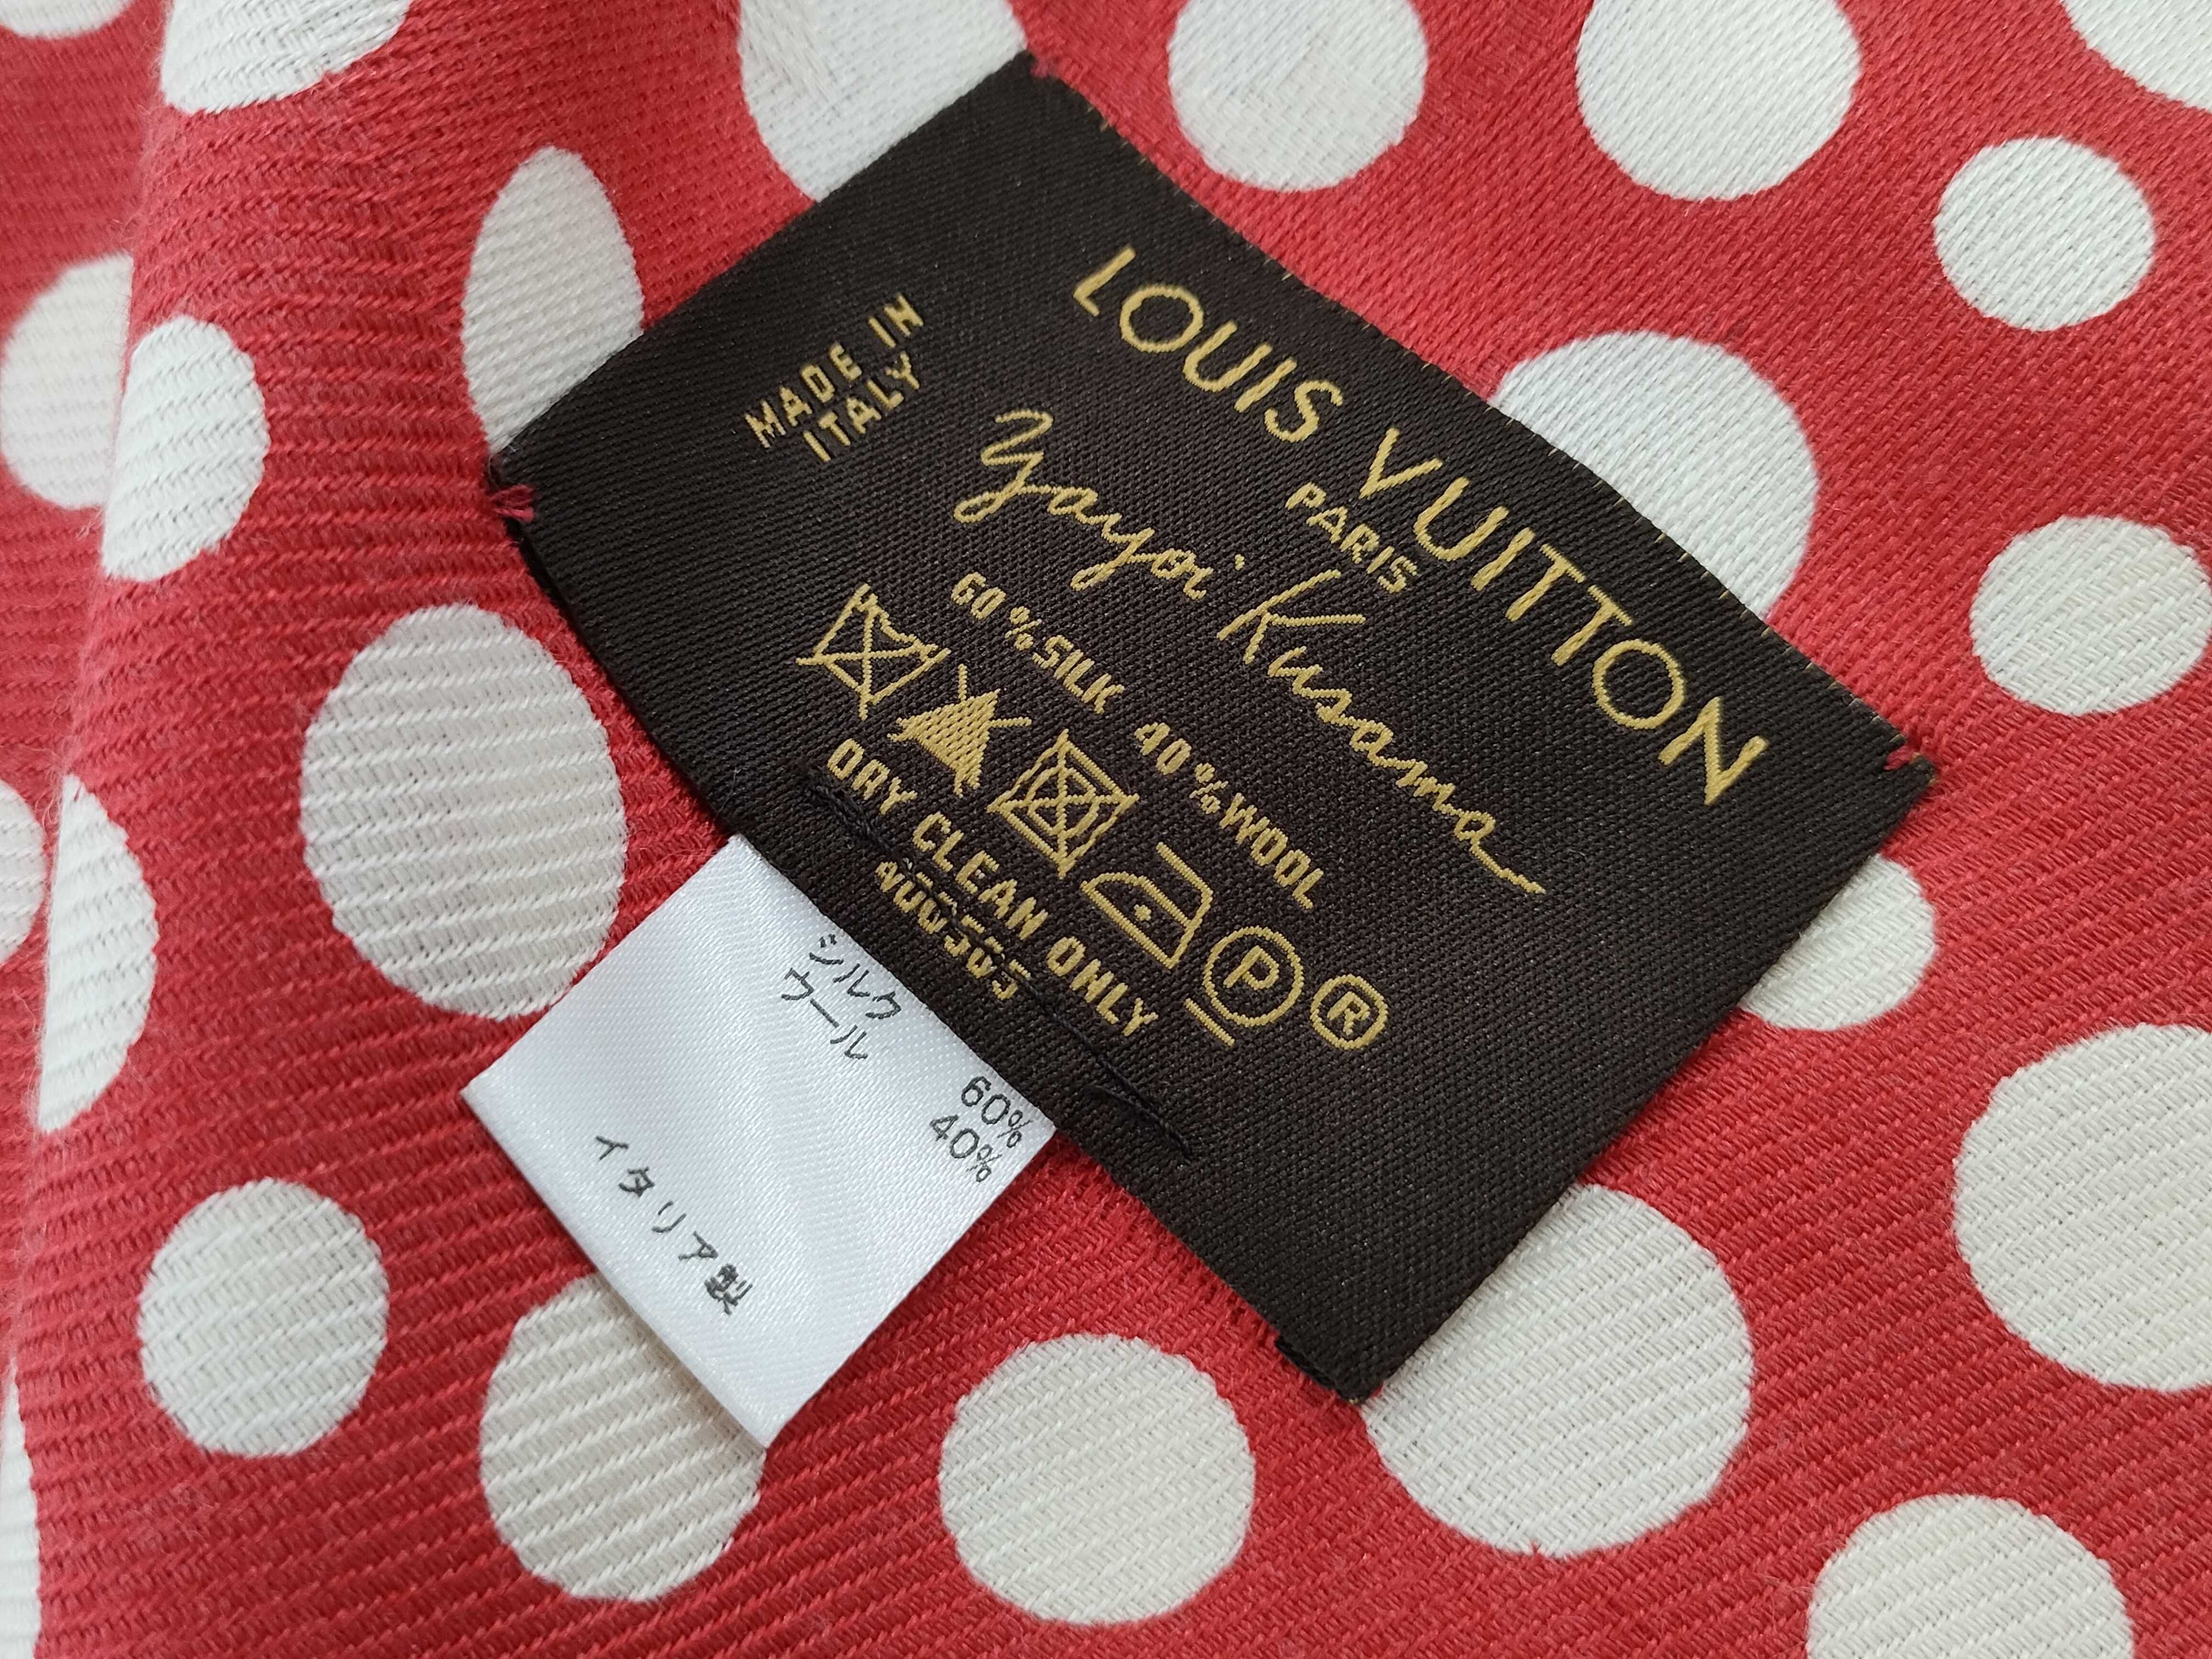 LOUIS VUITTON
PARIS
MADE IN
ITALY
Yayoi Kusama
60%SILK 40%WOOL
P
®
DRY CLEAN ONLY
シルク 60%
ウール 40%
イタリア製